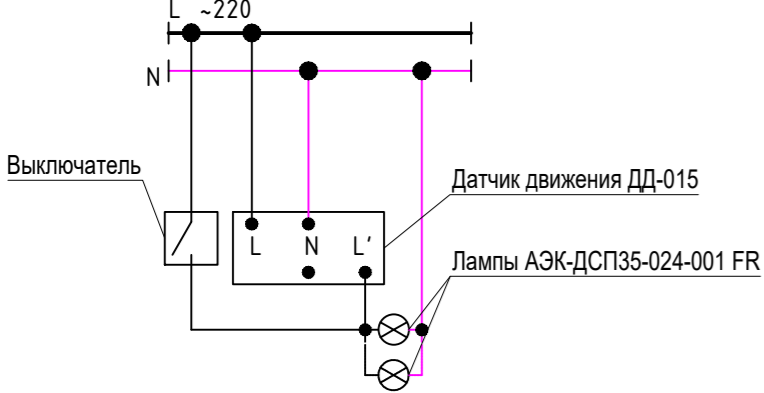 L ~220
N
Выключатель
Датчик движения ДД-015
L N L′
Лампы АЭК-ДСП35-024-001 FR